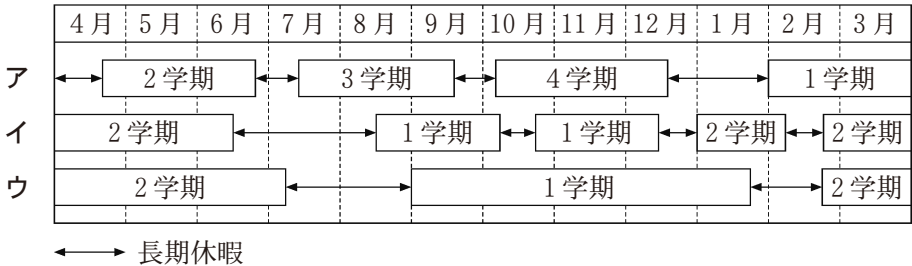 4月 5月 6月 7月 8月 9月 10月 11月 12月 1月 2月 3月
ア 2学期 3学期 4学期 1学期
イ 2学期 1学期 1学期 2学期 2学期
ウ 2学期 1学期 2学期
長期休暇